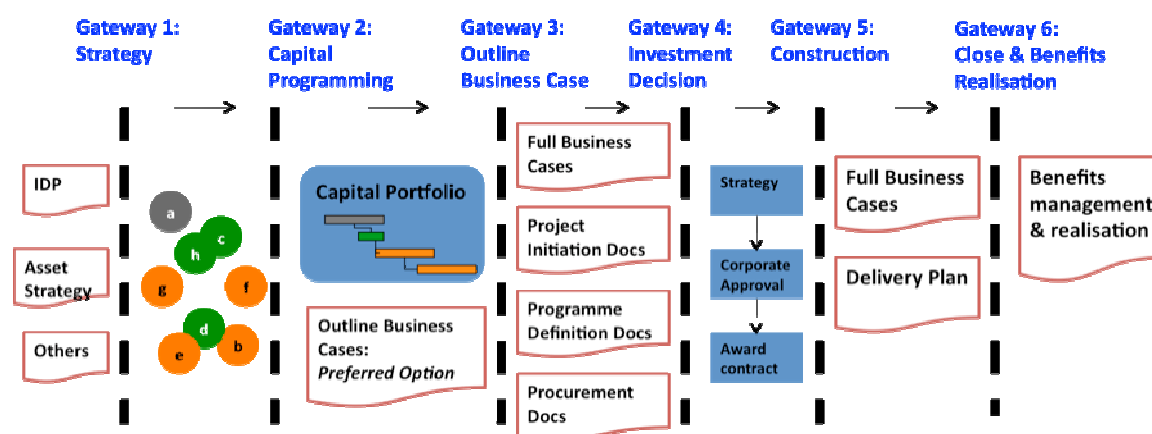 Gateway 1:
Strategy
Gateway 2:
Capital
Programming
Gateway 3:
Outline
Business Case
Gateway 4:
Investment
Decision
Gateway 5:
Construction
Gateway 6:
Close & Benefits
Realisation
IDP
Asset
Strategy
Others
a
c
h
g
f
d
e
b
Capital Portfolio
Outline Business
Cases:
Preferred Option
Full Business
Cases
Project
Initiation Docs
Programme
Definition Docs
Procurement
Docs
Strategy
Corporate
Approval
Award
contract
Full Business
Cases
Delivery Plan
Benefits
management
& realisation